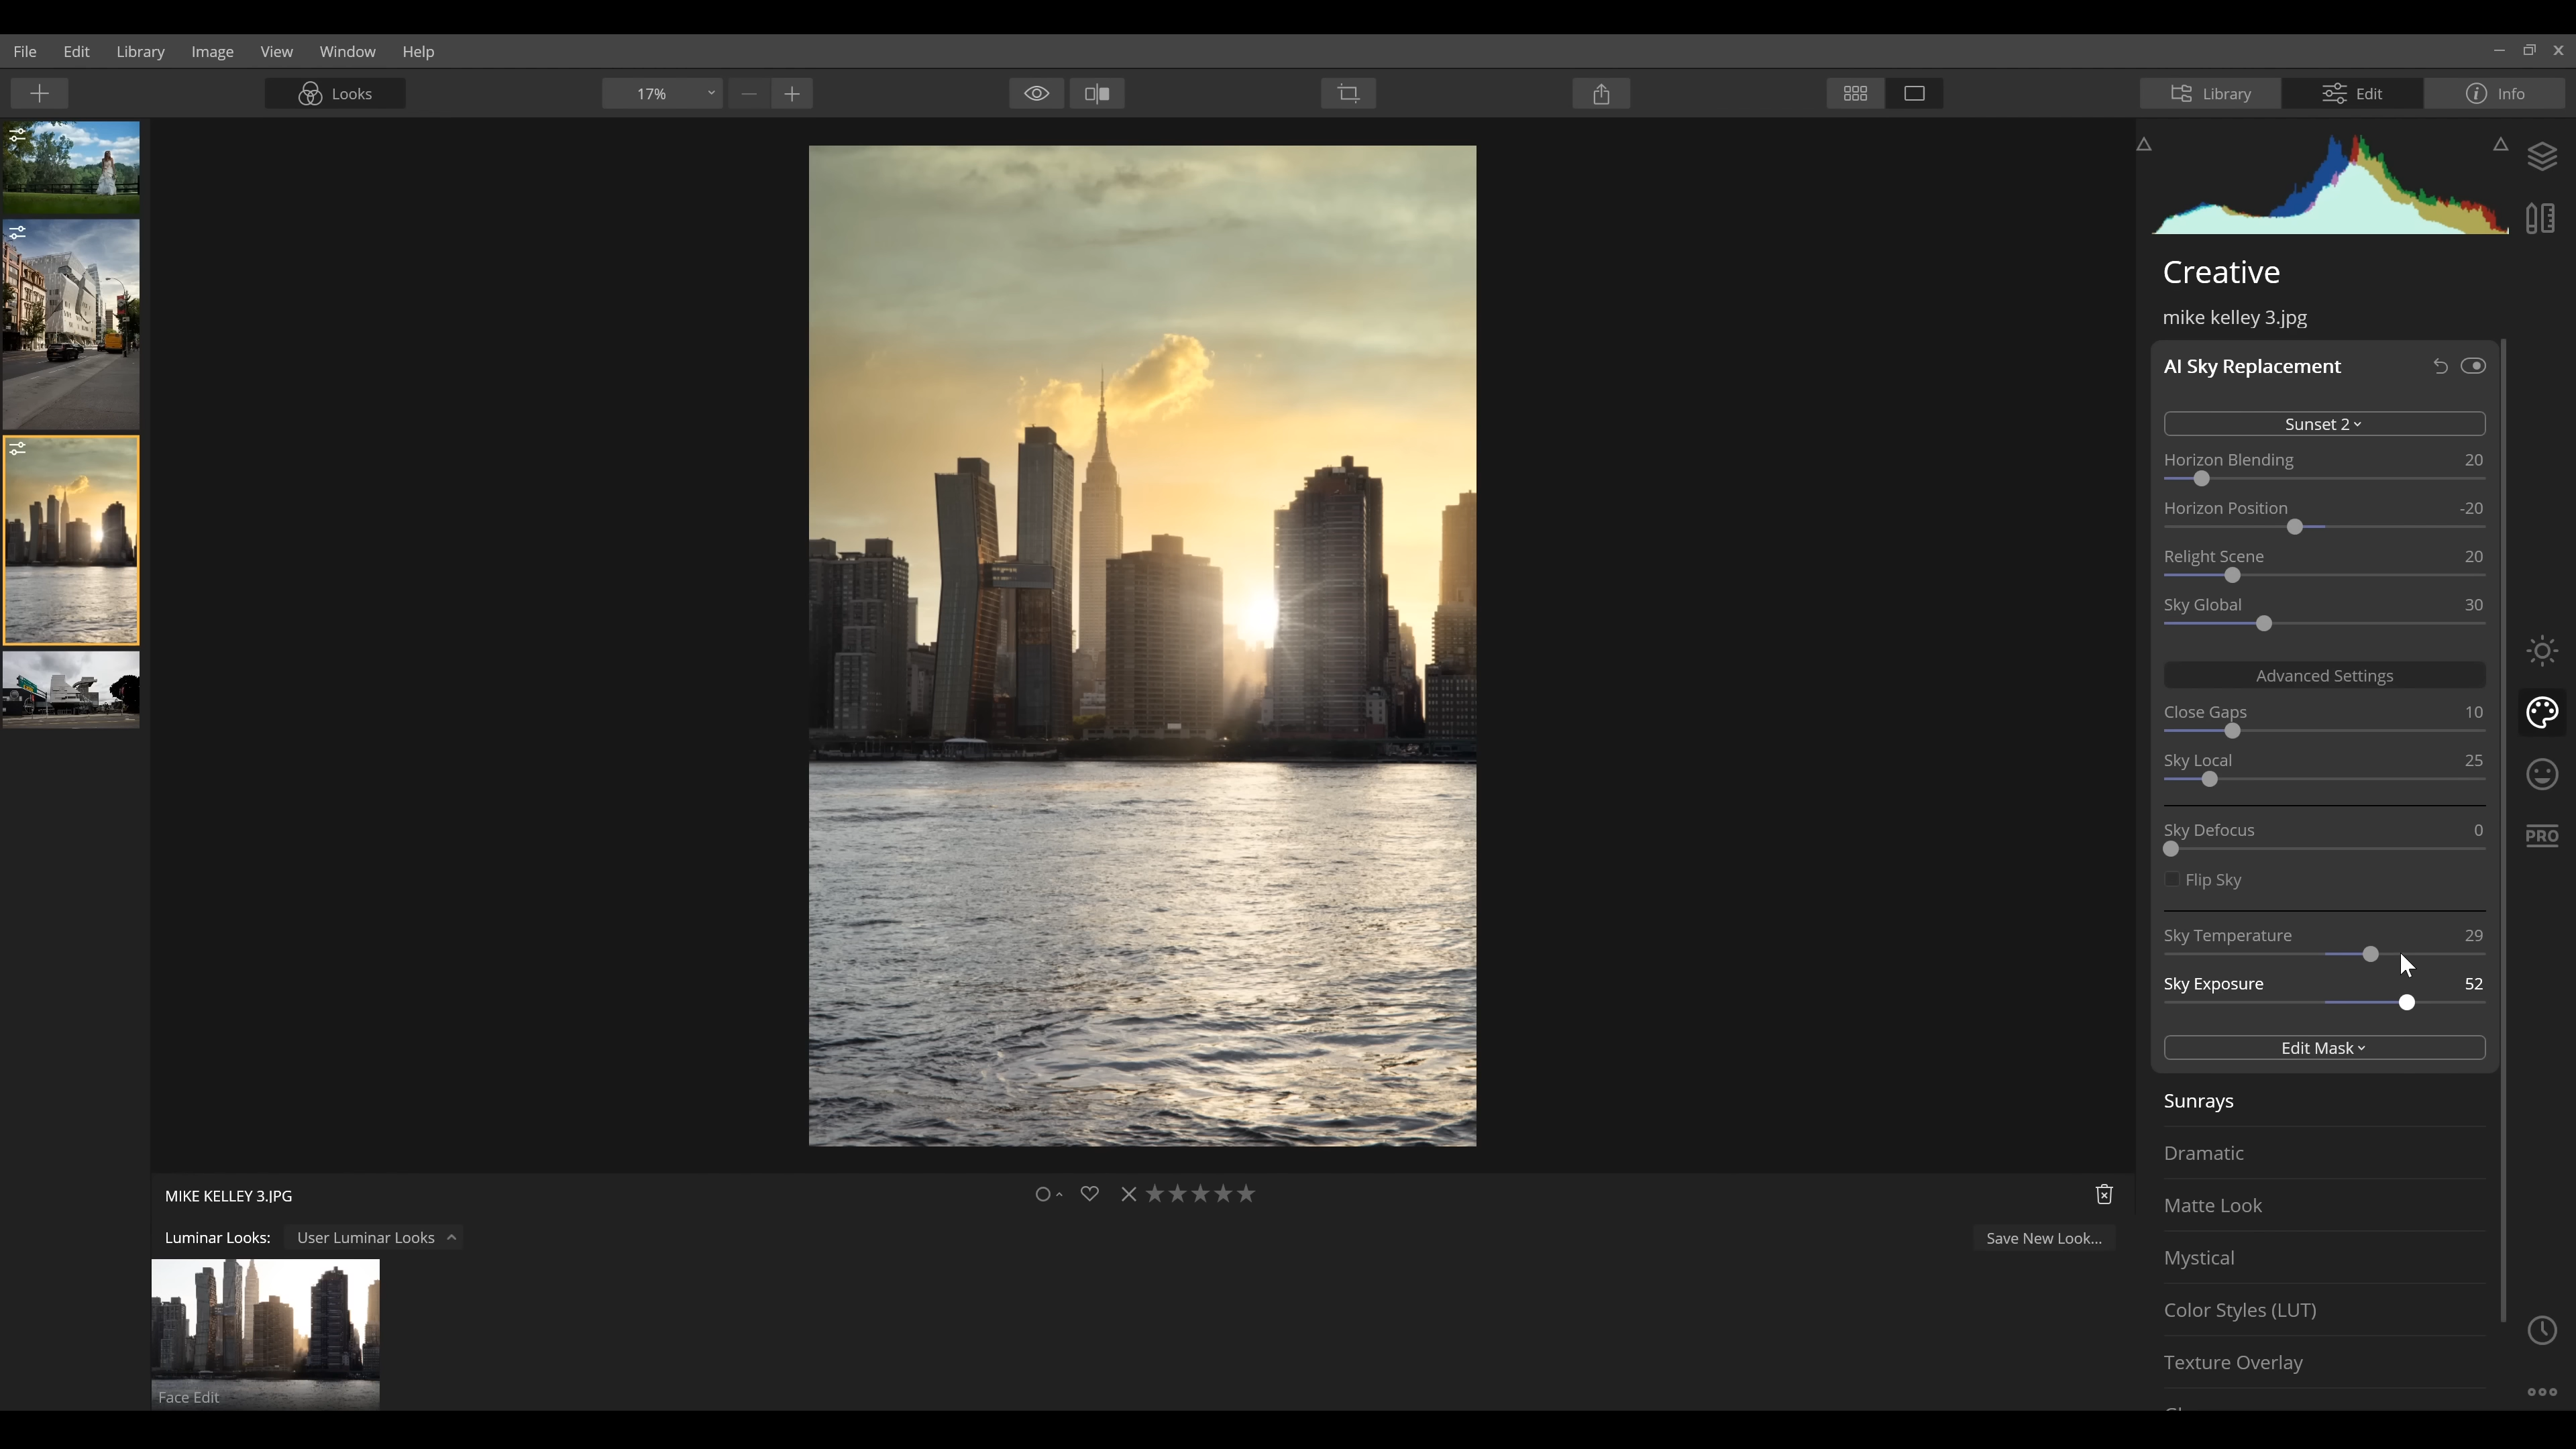 File Edit Library Image View Window Help
Looks 17% Library Edit Info
Creative
mike kelley 3.jpg
AI Sky Replacement
Sunset 2
Horizon Blending 20
Horizon Position -20
Relight Scene 20
Sky Global 30
Advanced Settings
Close Gaps 10
Sky Local 25
Sky Defocus 0
Flip Sky
Sky Temperature 29
Sky Exposure 52
Edit Mask
Sunrays
Dramatic
Matte Look
Mystical
Color Styles (LUT)
Texture Overlay
PRO
MIKE KELLEY 3.JPG
Luminar Looks: User Luminar Looks Save New Look...
Face Edit